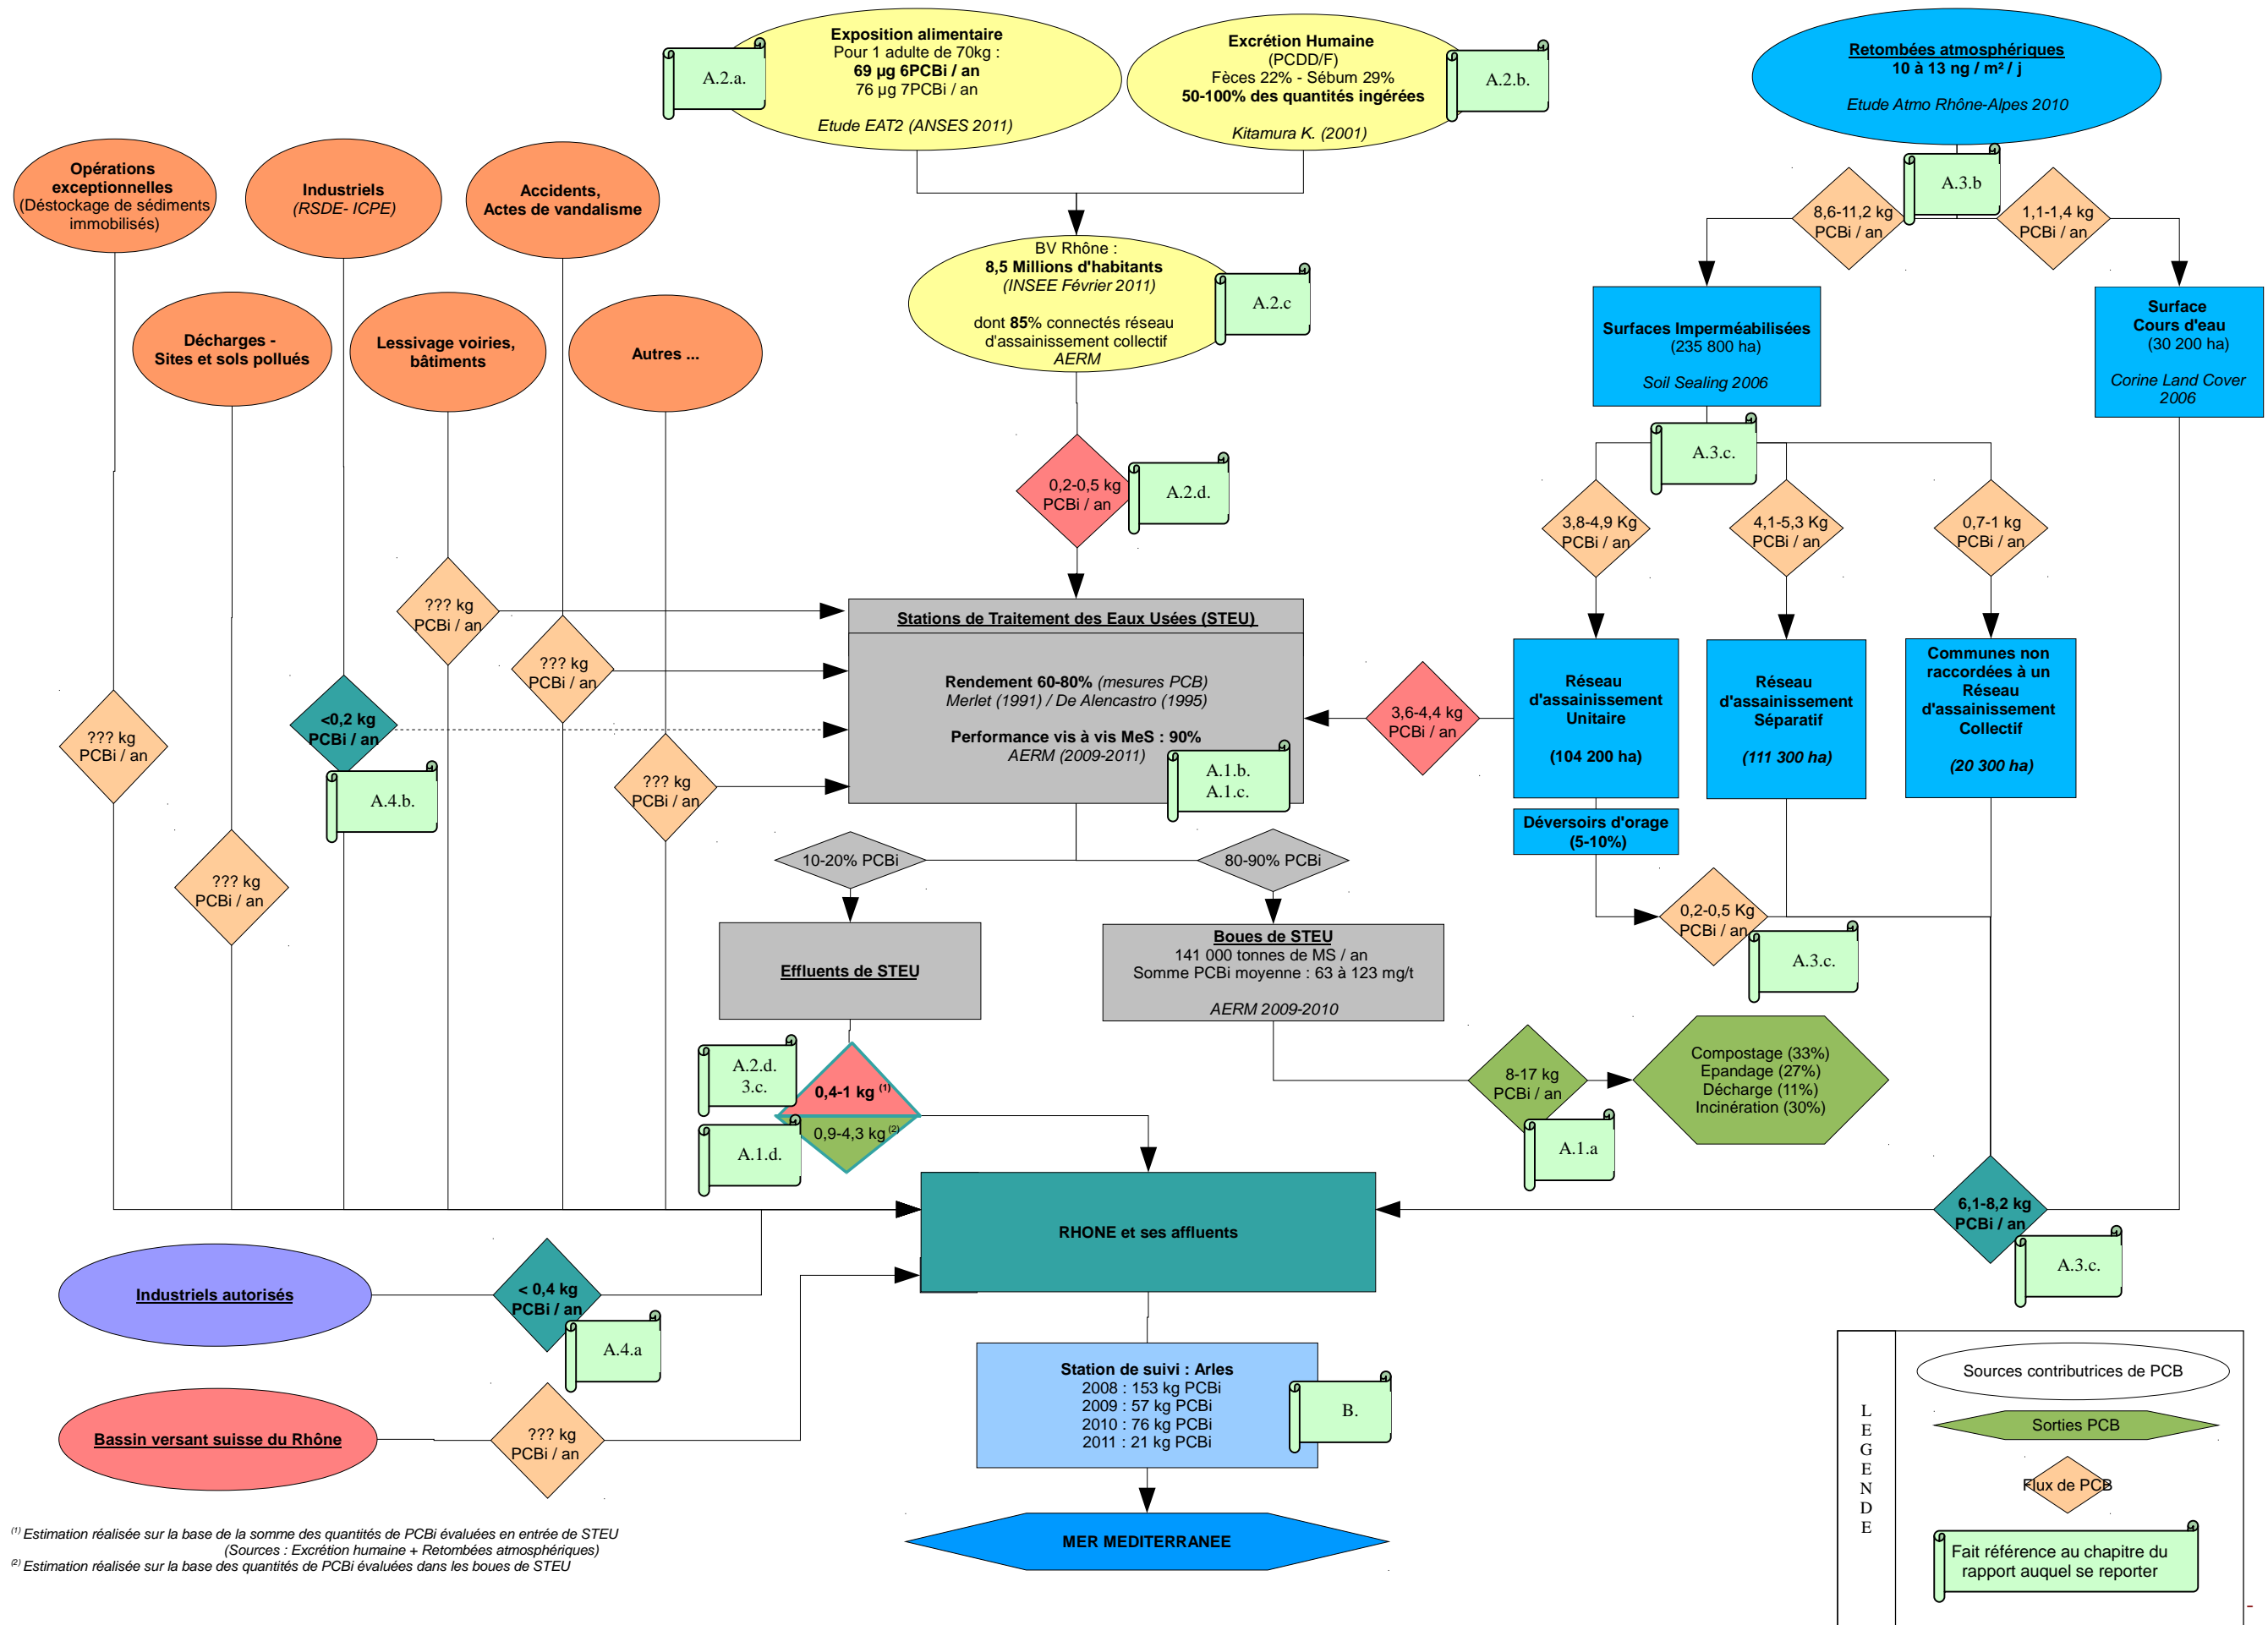 Exposition alimentaire
Pour 1 adulte de 70kg :
69 µg 6PCBi / an
76 µg 7PCBi / an
Etude EAT2 (ANSES 2011)
A.2.a.
Excrétion Humaine
(PCDD/F)
Fèces 22% - Sébum 29%
50-100% des quantités ingérées
Kitamura K. (2001)
A.2.b.
Retombées atmosphériques
10 à 13 ng / m² / j
Etude Atmo Rhône-Alpes 2010
A.3.b
8,6-11,2 kg
PCBi / an
1,1-1,4 kg
PCBi / an
Opérations
exceptionnelles
(Déstockage de sédiments
immobilisés)
Industriels
(RSDE- ICPE)
Accidents,
Actes de vandalisme
Décharges -
Sites et sols pollués
Lessivage voiries,
bâtiments
Autres ...
BV Rhône :
8,5 Millions d'habitants
(INSEE Février 2011)
dont 85% connectés réseau
d'assainissement collectif
AERM
A.2.c
Surfaces Imperméabilisées
(235 800 ha)
Soil Sealing 2006
Surface
Cours d'eau
(30 200 ha)
Corine Land Cover
2006
A.3.c.
0,2-0,5 kg
PCBi / an
A.2.d.
3,8-4,9 Kg
PCBi / an
4,1-5,3 Kg
PCBi / an
0,7-1 kg
PCBi / an
??? kg
PCBi / an
??? kg
PCBi / an
<0,2 kg
PCBi / an
A.4.b.
??? kg
PCBi / an
??? kg
PCBi / an
??? kg
PCBi / an
Stations de Traitement des Eaux Usées (STEU)
Rendement 60-80% (mesures PCB)
Merlet (1991) / De Alencastro (1995)
Performance vis à vis MeS : 90%
AERM (2009-2011)
A.1.b.
A.1.c.
3,6-4,4 kg
PCBi / an
Réseau
d'assainissement
Unitaire
(104 200 ha)
Réseau
d'assainissement
Séparatif
(111 300 ha)
Communes non
raccordées à un
Réseau
d'assainissement
Collectif
(20 300 ha)
Déversoirs d'orage
(5-10%)
10-20% PCBi
80-90% PCBi
0,2-0,5 Kg
PCBi / an
A.3.c.
Effluents de STEU
Boues de STEU
141 000 tonnes de MS / an
Somme PCBi moyenne : 63 à 123 mg/t
AERM 2009-2010
A.2.d.
3.c.
0,4-1 kg (1)
0,9-4,3 kg (2)
A.1.d.
8-17 kg
PCBi / an
A.1.a
Compostage (33%)
Epandage (27%)
Décharge (11%)
Incinération (30%)
RHONE et ses affluents
6,1-8,2 kg
PCBi / an
A.3.c.
Industriels autorisés
< 0,4 kg
PCBi / an
A.4.a
Bassin versant suisse du Rhône
??? kg
PCBi / an
Station de suivi : Arles
2008 : 153 kg PCBi
2009 : 57 kg PCBi
2010 : 76 kg PCBi
2011 : 21 kg PCBi
B.
MER MEDITERRANEE
(1) Estimation réalisée sur la base de la somme des quantités de PCBi évaluées en entrée de STEU
(Sources : Excrétion humaine + Retombées atmosphériques)
(2) Estimation réalisée sur la base des quantités de PCBi évaluées dans les boues de STEU
LEGENDE
Sources contributrices de PCB
Sorties PCB
Flux de PCB
Fait référence au chapitre du
rapport auquel se reporter
-